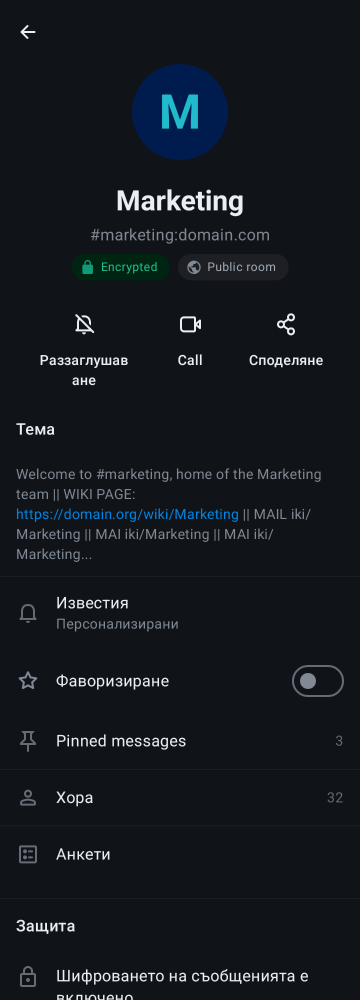 M
Marketing
#marketing:domain.com
Encrypted
Public room
Раззаглушав
ане
Call
Споделяне
Тема
Welcome to #marketing, home of the Marketing
team || WIKI PAGE:
https://domain.org/wiki/Marketing || MAIL iki/
Marketing || MAI iki/Marketing || MAI iki/
Marketing...
Известия
Персонализирани
Фаворизиране
Pinned messages
3
Хора
32
Анкети
Защита
Шифроването на съобщенията е
включено